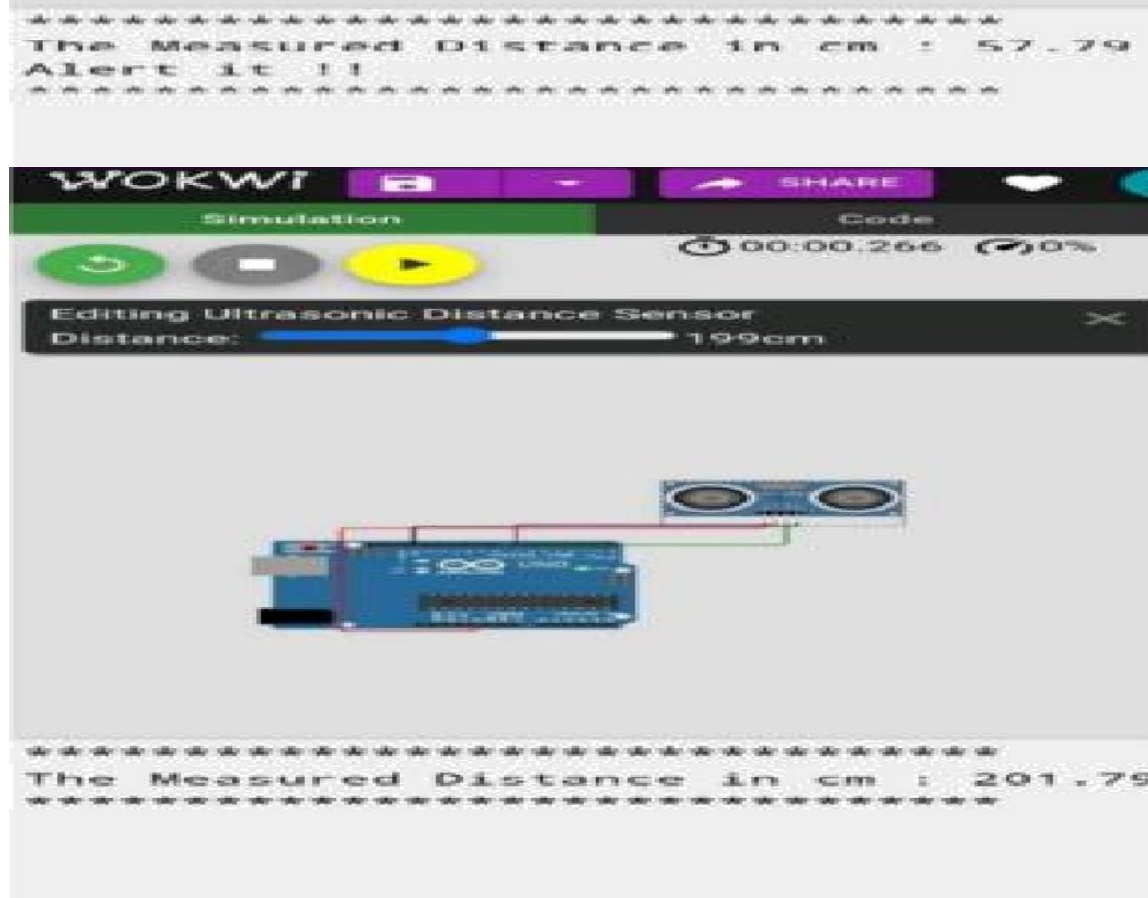 ********************************
The Measured Distance in cm : 57.79
Alert it !!
********************************
WOKWI SHARE
Simulation Code
00:00.266 0%
Editing Ultrasonic Distance Sensor
Distance: 199cm
UNO
********************************
The Measured Distance in cm : 201.79
********************************